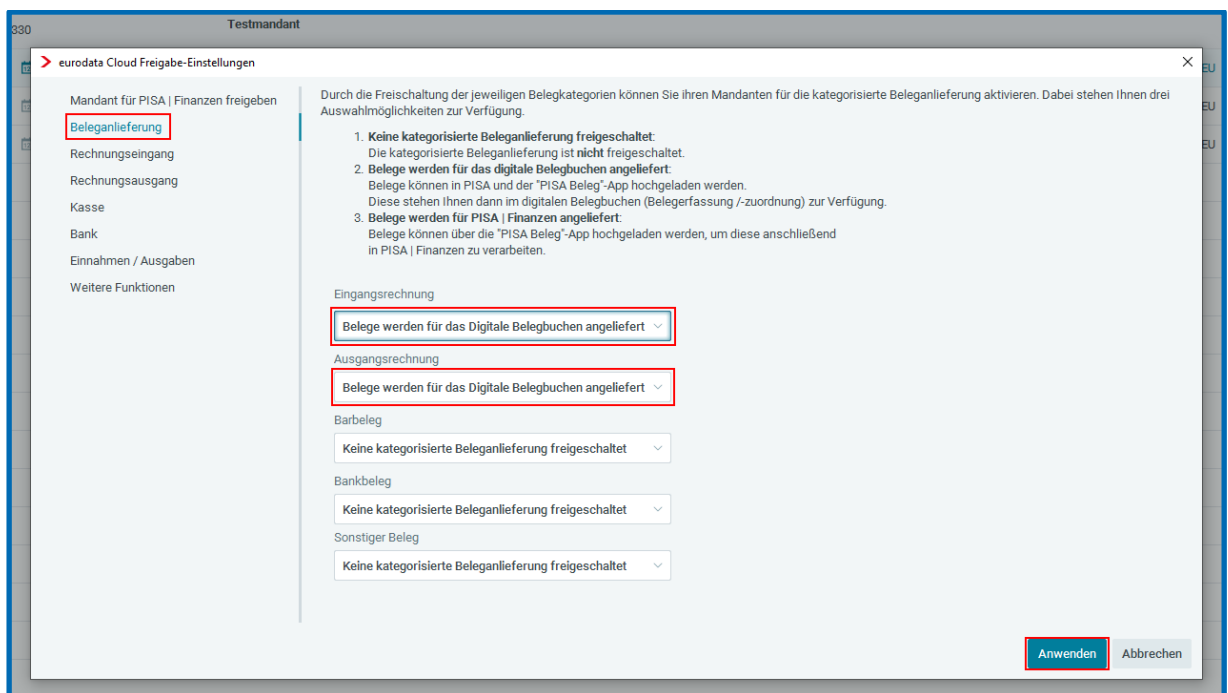 330
Testmandant
eurodata Cloud Freigabe-Einstellungen
EU
EU
EU
Mandant für PISA | Finanzen freigeben
Beleganlieferung
Rechnungseingang
Rechnungsausgang
Kasse
Bank
Einnahmen / Ausgaben
Weitere Funktionen
Durch die Freischaltung der jeweiligen Belegkategorien können Sie ihren Mandanten für die kategorisierte Beleganlieferung aktivieren. Dabei stehen Ihnen drei
Auswahlmöglichkeiten zur Verfügung.
1. Keine kategorisierte Beleganlieferung freigeschaltet:
Die kategorisierte Beleganlieferung ist nicht freigeschaltet.
2. Belege werden für das digitale Belegbuchen angeliefert:
Belege können in PISA und der "PISA Beleg"-App hochgeladen werden.
Diese stehen Ihnen dann im digitalen Belegbuchen (Belegerfassung /-zuordnung) zur Verfügung.
3. Belege werden für PISA | Finanzen angeliefert:
Belege können über die "PISA Beleg"-App hochgeladen werden, um diese anschließend
in PISA | Finanzen zu verarbeiten.
Eingangsrechnung
Belege werden für das Digitale Belegbuchen angeliefert
Ausgangsrechnung
Belege werden für das Digitale Belegbuchen angeliefert
Barbeleg
Keine kategorisierte Beleganlieferung freigeschaltet
Bankbeleg
Keine kategorisierte Beleganlieferung freigeschaltet
Sonstiger Beleg
Keine kategorisierte Beleganlieferung freigeschaltet
Anwenden Abbrechen